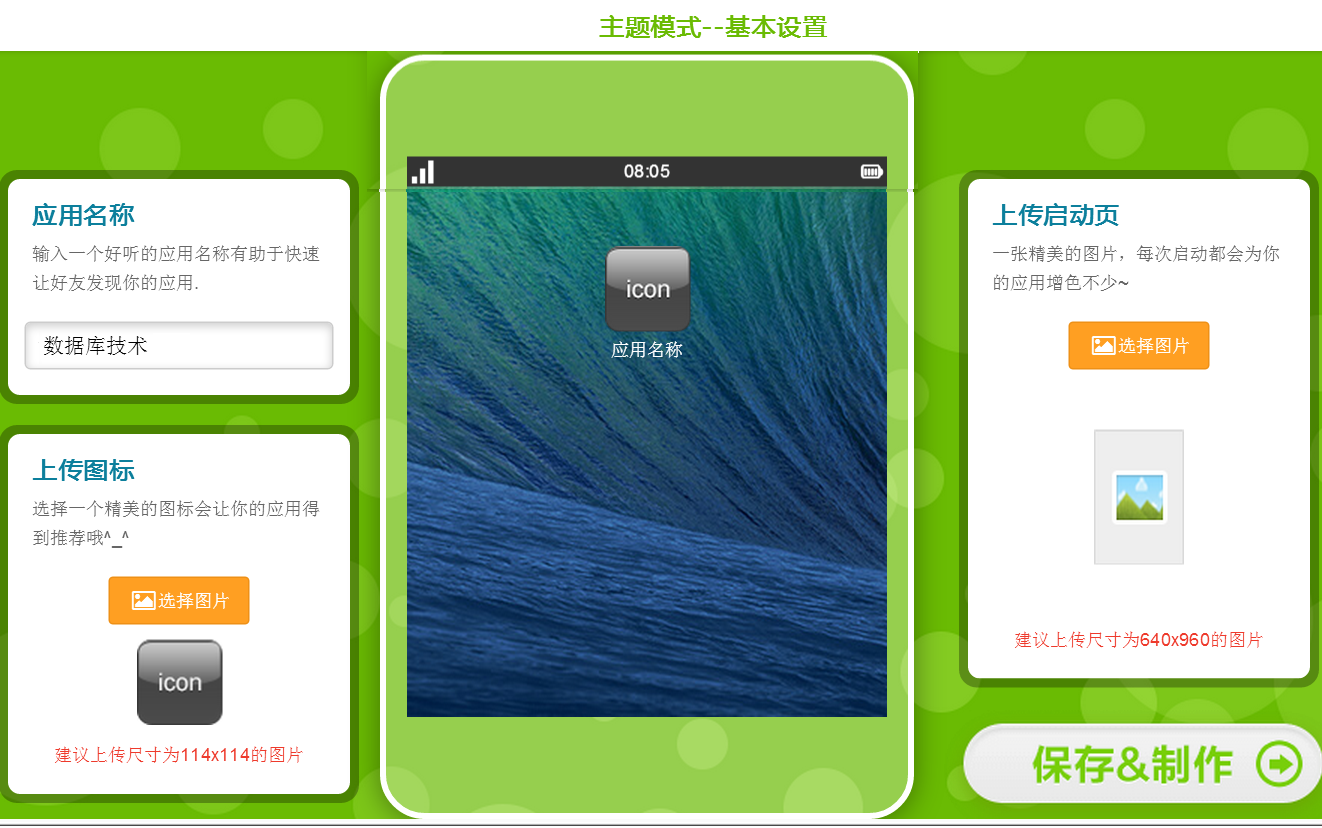 主题模式--基本设置
应用名称
输入一个好听的应用名称有助于快速
让好友发现你的应用.
数据库技术
上传图标
选择一个精美的图标会让你的应用得
到推荐哦^_^
选择图片
icon
建议上传尺寸为114x114的图片
08:05
icon
应用名称
上传启动页
一张精美的图片，每次启动都会为你
的应用增色不少~
选择图片
建议上传尺寸为640x960的图片
保存&制作